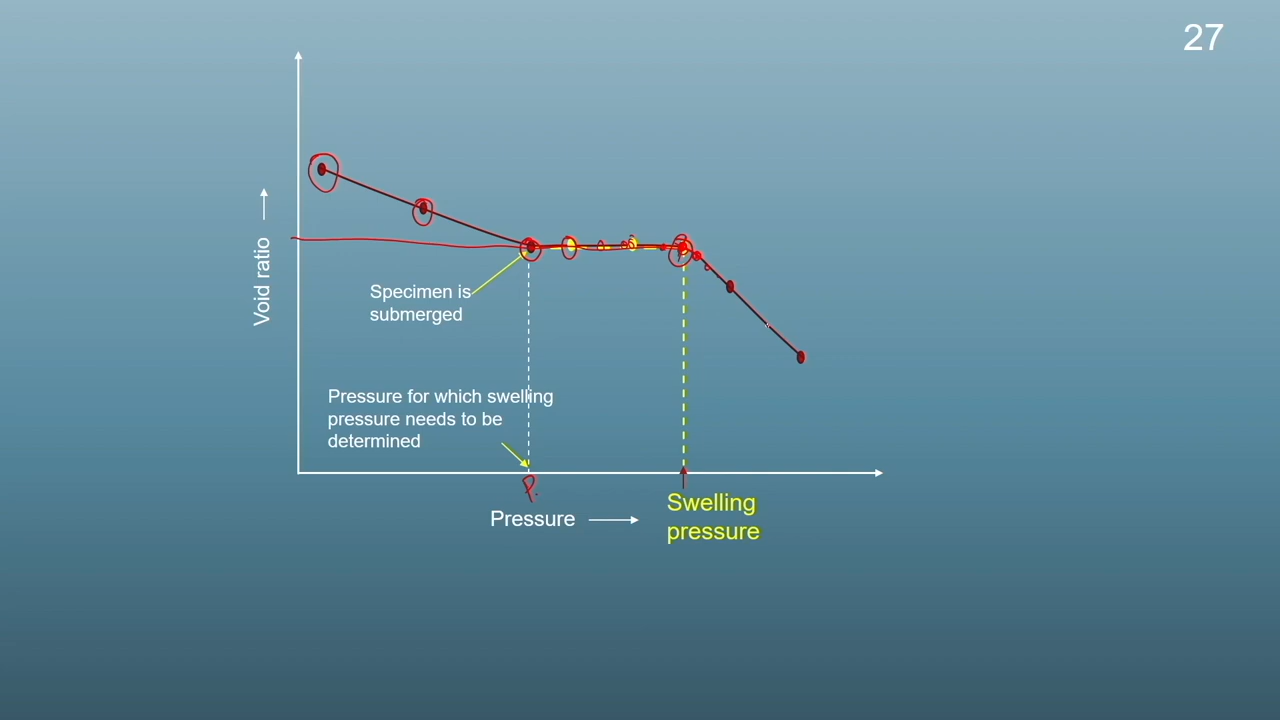 27
Void ratio
Specimen is
submerged
Pressure for which swelling
pressure needs to be
determined
P
Pressure
Swelling
pressure